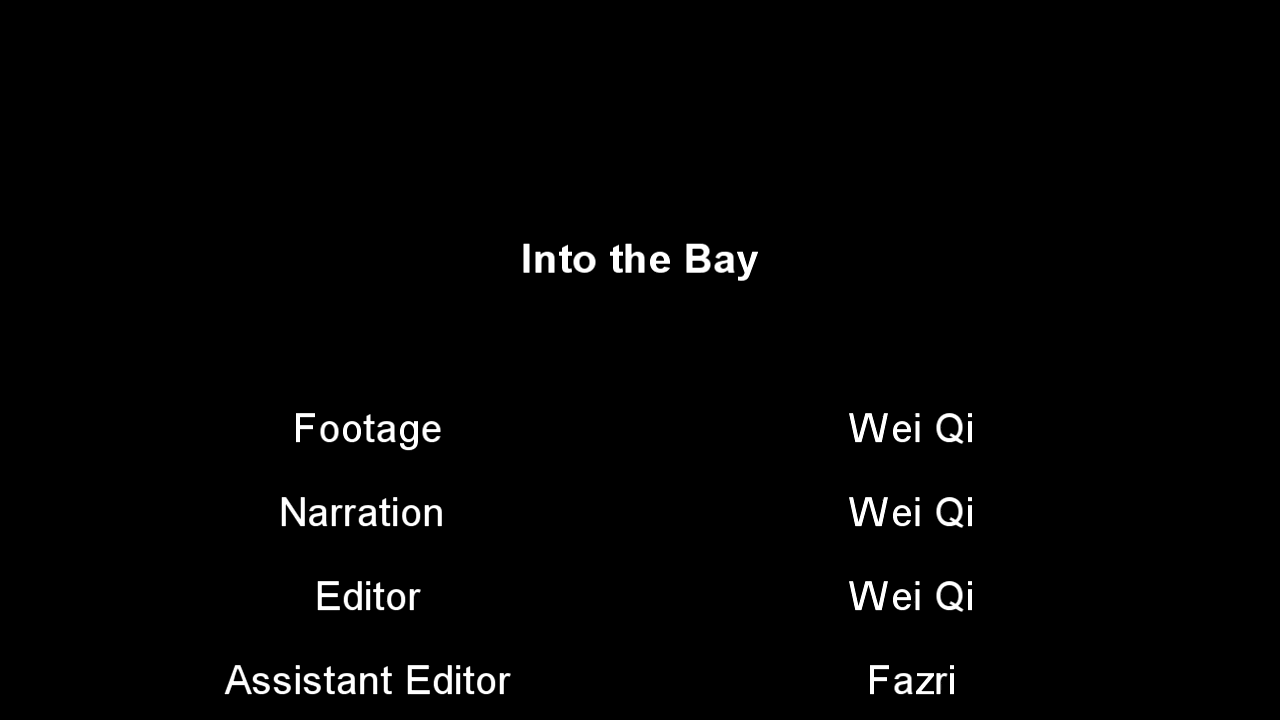 Into the Bay
Footage Wei Qi
Narration Wei Qi
Editor Wei Qi
Assistant Editor Fazri